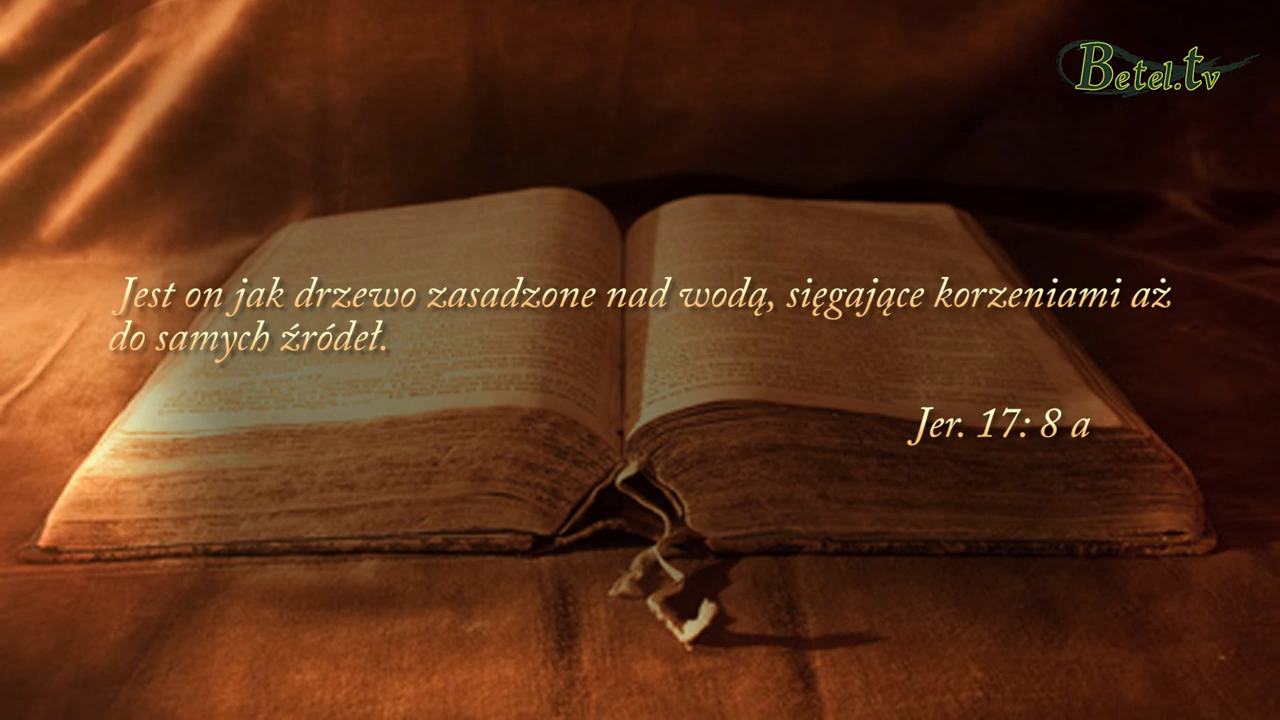 Betel.tv
Jest on jak drzewo zasadzone nad wodą, sięgające korzeniami aż
do samych źródeł.
Jer. 17: 8 a